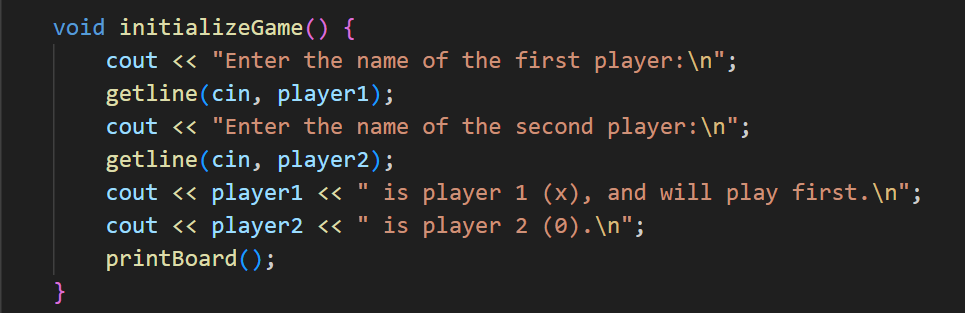 void initializeGame() {
    cout << "Enter the name of the first player:\n";
    getline(cin, player1);
    cout << "Enter the name of the second player:\n";
    getline(cin, player2);
    cout << player1 << " is player 1 (x), and will play first.\n";
    cout << player2 << " is player 2 (0).\n";
    printBoard();
}